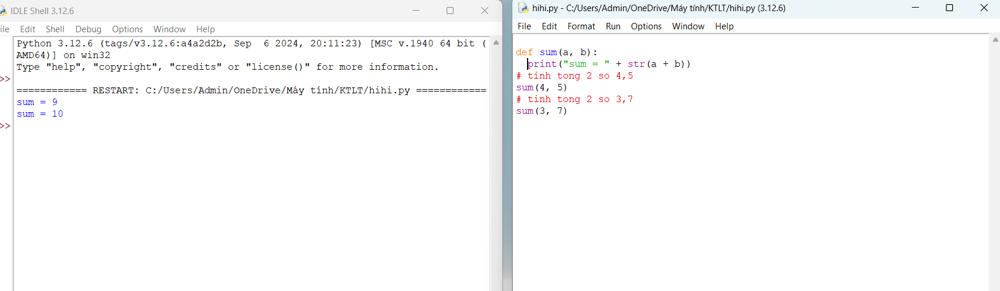 IDLE Shell 3.12.6
ile Edit Shell Debug Options Window Help
Python 3.12.6 (tags/v3.12.6:a4a2d2b, Sep  6 2024, 20:11:23) [MSC v.1940 64 bit (
AMD64)] on win32
Type "help", "copyright", "credits" or "license()" for more information.
>>
============ RESTART: C:/Users/Admin/OneDrive/Máy tính/KTLT/hihi.py ============
sum = 9
sum = 10
>>
hihi.py - C:/Users/Admin/OneDrive/Máy tính/KTLT/hihi.py (3.12.6)
File Edit Format Run Options Window Help
def sum(a, b):
  print("sum = " + str(a + b))
# tinh tong 2 so 4,5
sum(4, 5)
# tinh tong 2 so 3,7
sum(3, 7)